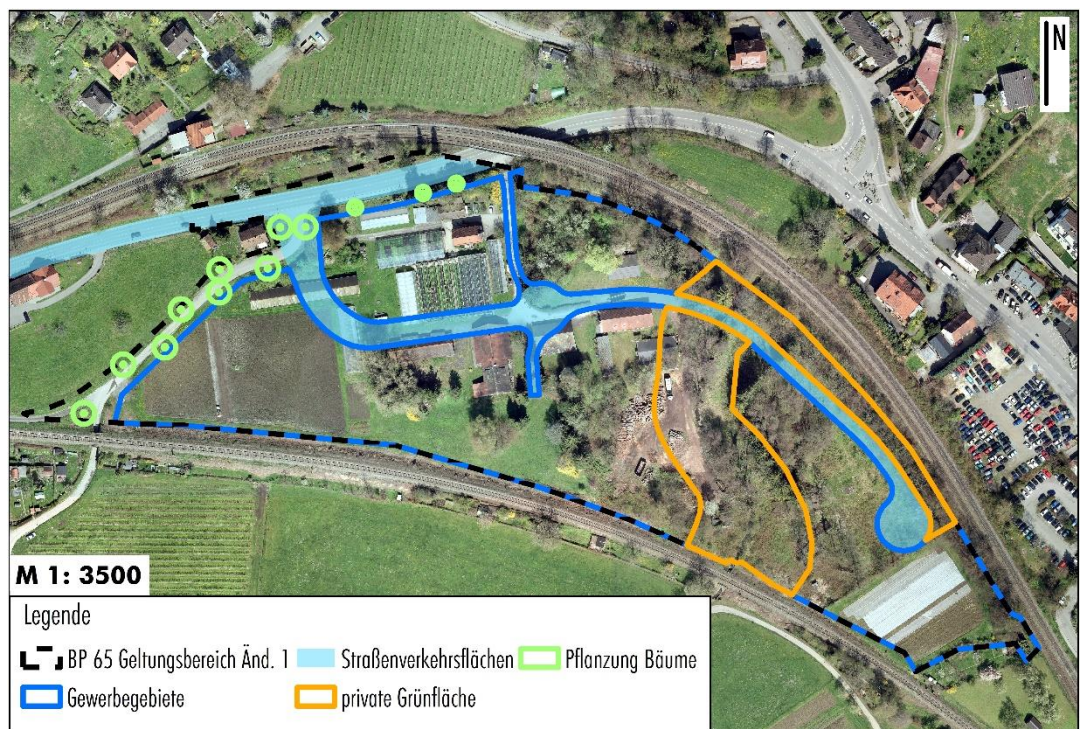 N
M 1: 3500
Legende
BP 65 Geltungsbereich Änd. 1 Straßenverkehrsflächen Pflanzung Bäume
Gewerbegebiete private Grünfläche